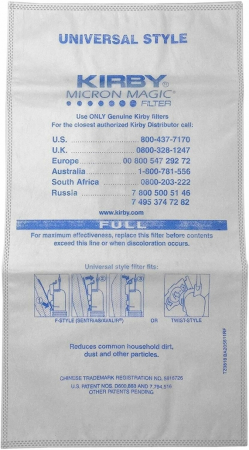 UNIVERSAL STYLE
KIRBY®
MICRON MAGIC™
FILTER
Use ONLY Genuine Kirby filters
For the closest authorized Kirby Distributor call:
U.S. 800-437-7170
U.K. 0800-328-1247
Europe 00 800 547 292 72
Australia 1-800-781-556
South Africa 0800-203-222
Russia 7 800 500 51 46
7 495 374 72 82
www.kirby.com
FULL
For maximum effectiveness, replace this filter before contents
exceed this line or when discoloration occurs.
Universal style filter fits:
F-STYLE (SENTRIA®/AVALIR®) OR TWIST-STYLE
Reduces common household dirt,
dust and other particles.
CHINESE TRADEMARK REGISTRATION NO.
U.S. PATENT NOS.
OTHER PATENTS PENDING.